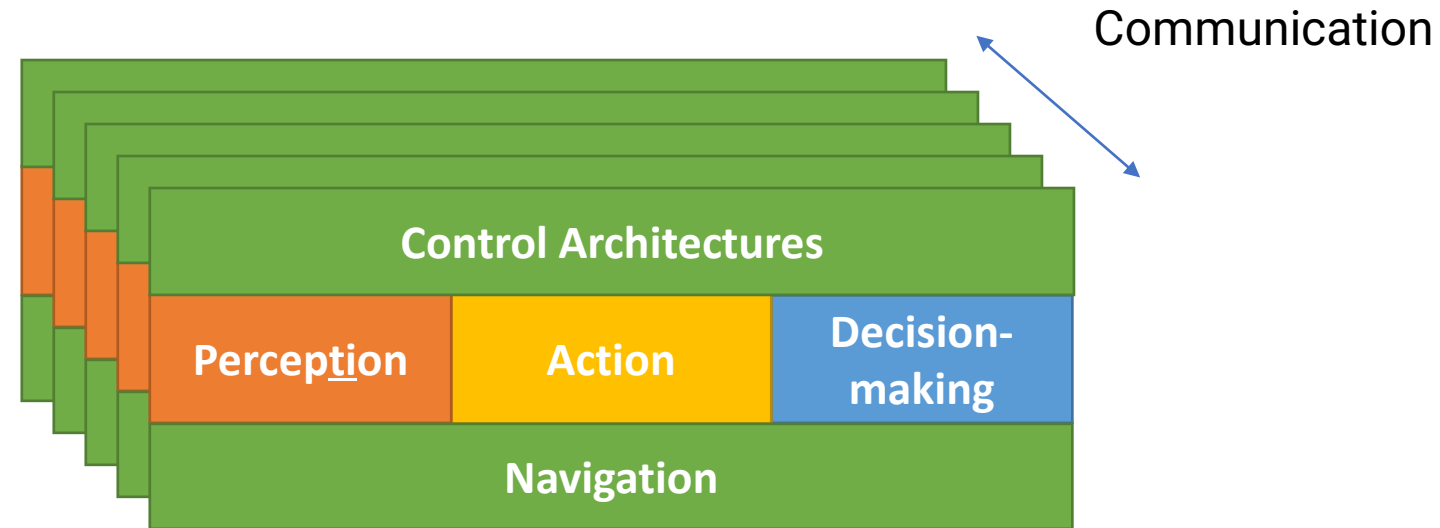 Communication
Control Architectures
Perception
Action
Decision-
making
Navigation